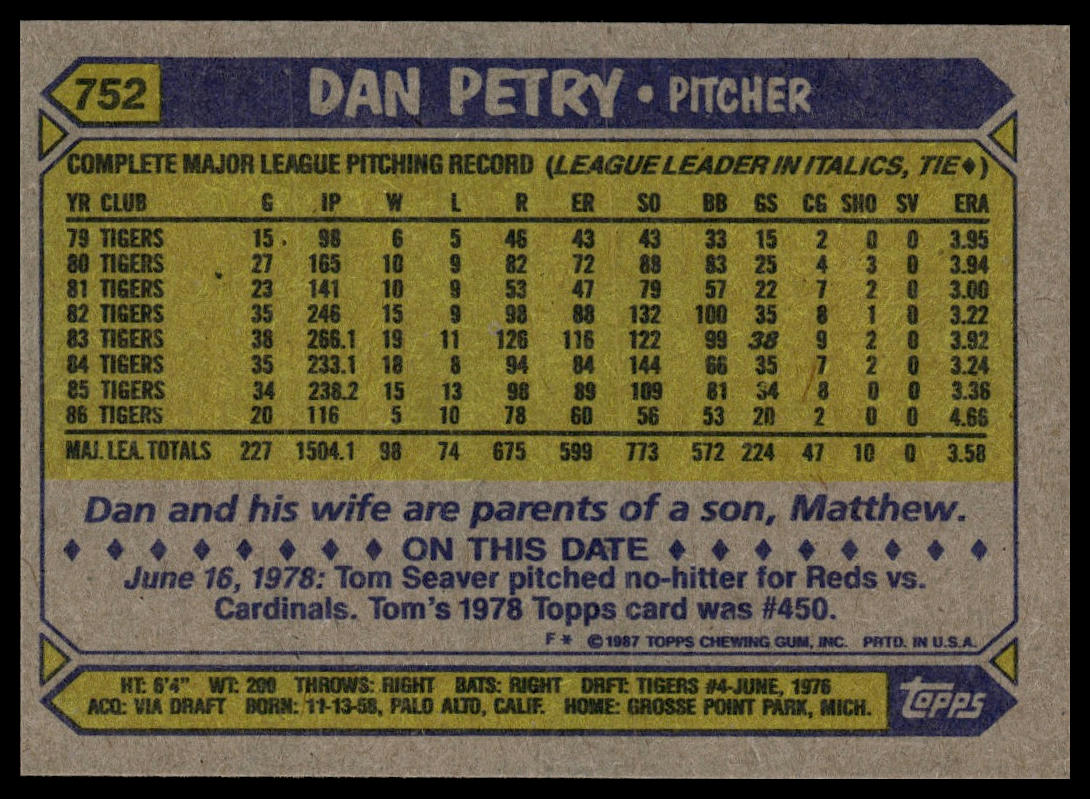 752 DAN PETRY • PITCHER
COMPLETE MAJOR LEAGUE PITCHING RECORD (LEAGUE LEADER IN ITALICS, TIE♦)
YR CLUB G IP W L R ER SO BB GS CG SHO SV ERA
79 TIGERS 15 98 6 5 46 43 43 33 15 2 0 0 3.95
80 TIGERS 27 165 10 9 82 72 88 83 25 4 3 0 3.94
81 TIGERS 23 141 10 9 53 47 79 57 22 7 2 0 3.00
82 TIGERS 35 246 15 9 98 88 132 100 35 8 1 0 3.22
83 TIGERS 38 266.1 19 11 126 116 122 99 38 9 2 0 3.92
84 TIGERS 35 233.1 18 8 94 84 144 66 35 7 2 0 3.24
85 TIGERS 34 238.2 15 13 98 89 109 81 34 8 0 0 3.36
86 TIGERS 20 116 5 10 78 60 56 53 20 2 0 0 4.66
MAJ. LEA. TOTALS 227 1504.1 98 74 675 599 773 572 224 47 10 0 3.58
Dan and his wife are parents of a son, Matthew.
♦ ♦ ♦ ♦ ♦ ♦ ♦ ♦ ON THIS DATE ♦ ♦ ♦ ♦ ♦ ♦ ♦ ♦
June 16, 1978: Tom Seaver pitched no-hitter for Reds vs.
Cardinals. Tom's 1978 Topps card was #450.
F* ©1987 TOPPS CHEWING GUM, INC. PRTD. IN U.S.A.
HT: 6'4" WT: 200 THROWS: RIGHT BATS: RIGHT DRFT: TIGERS #4-JUNE, 1976
ACQ: VIA DRAFT BORN: 11-13-58, PALO ALTO, CALIF. HOME: GROSSE POINT PARK, MICH.
TOPPS